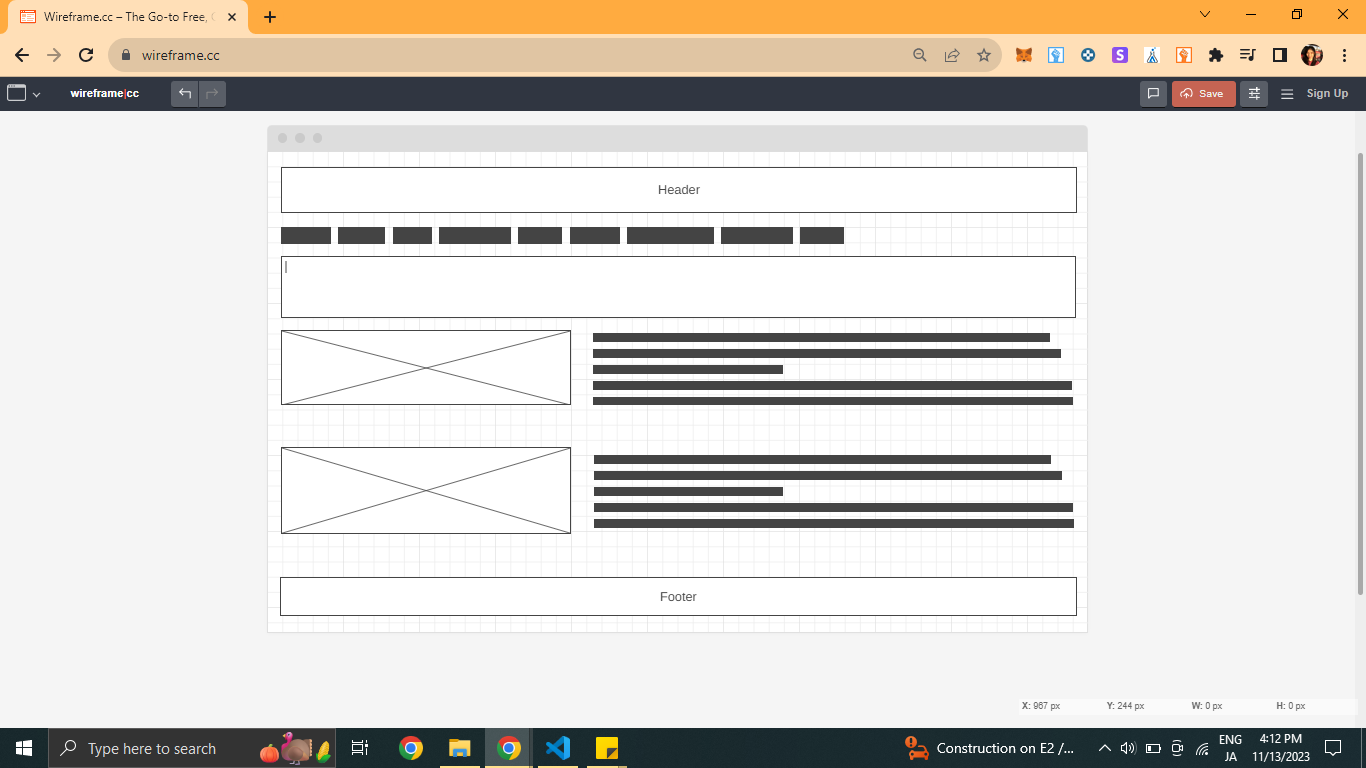 Wireframe.cc – The Go-to Free,
wireframe.cc
wireframe|cc
Save
Sign Up
Header
Footer
X: 967 px Y: 244 px W: 0 px H: 0 px
Type here to search
Construction on E2 /...
ENG
JA
4:12 PM
11/13/2023